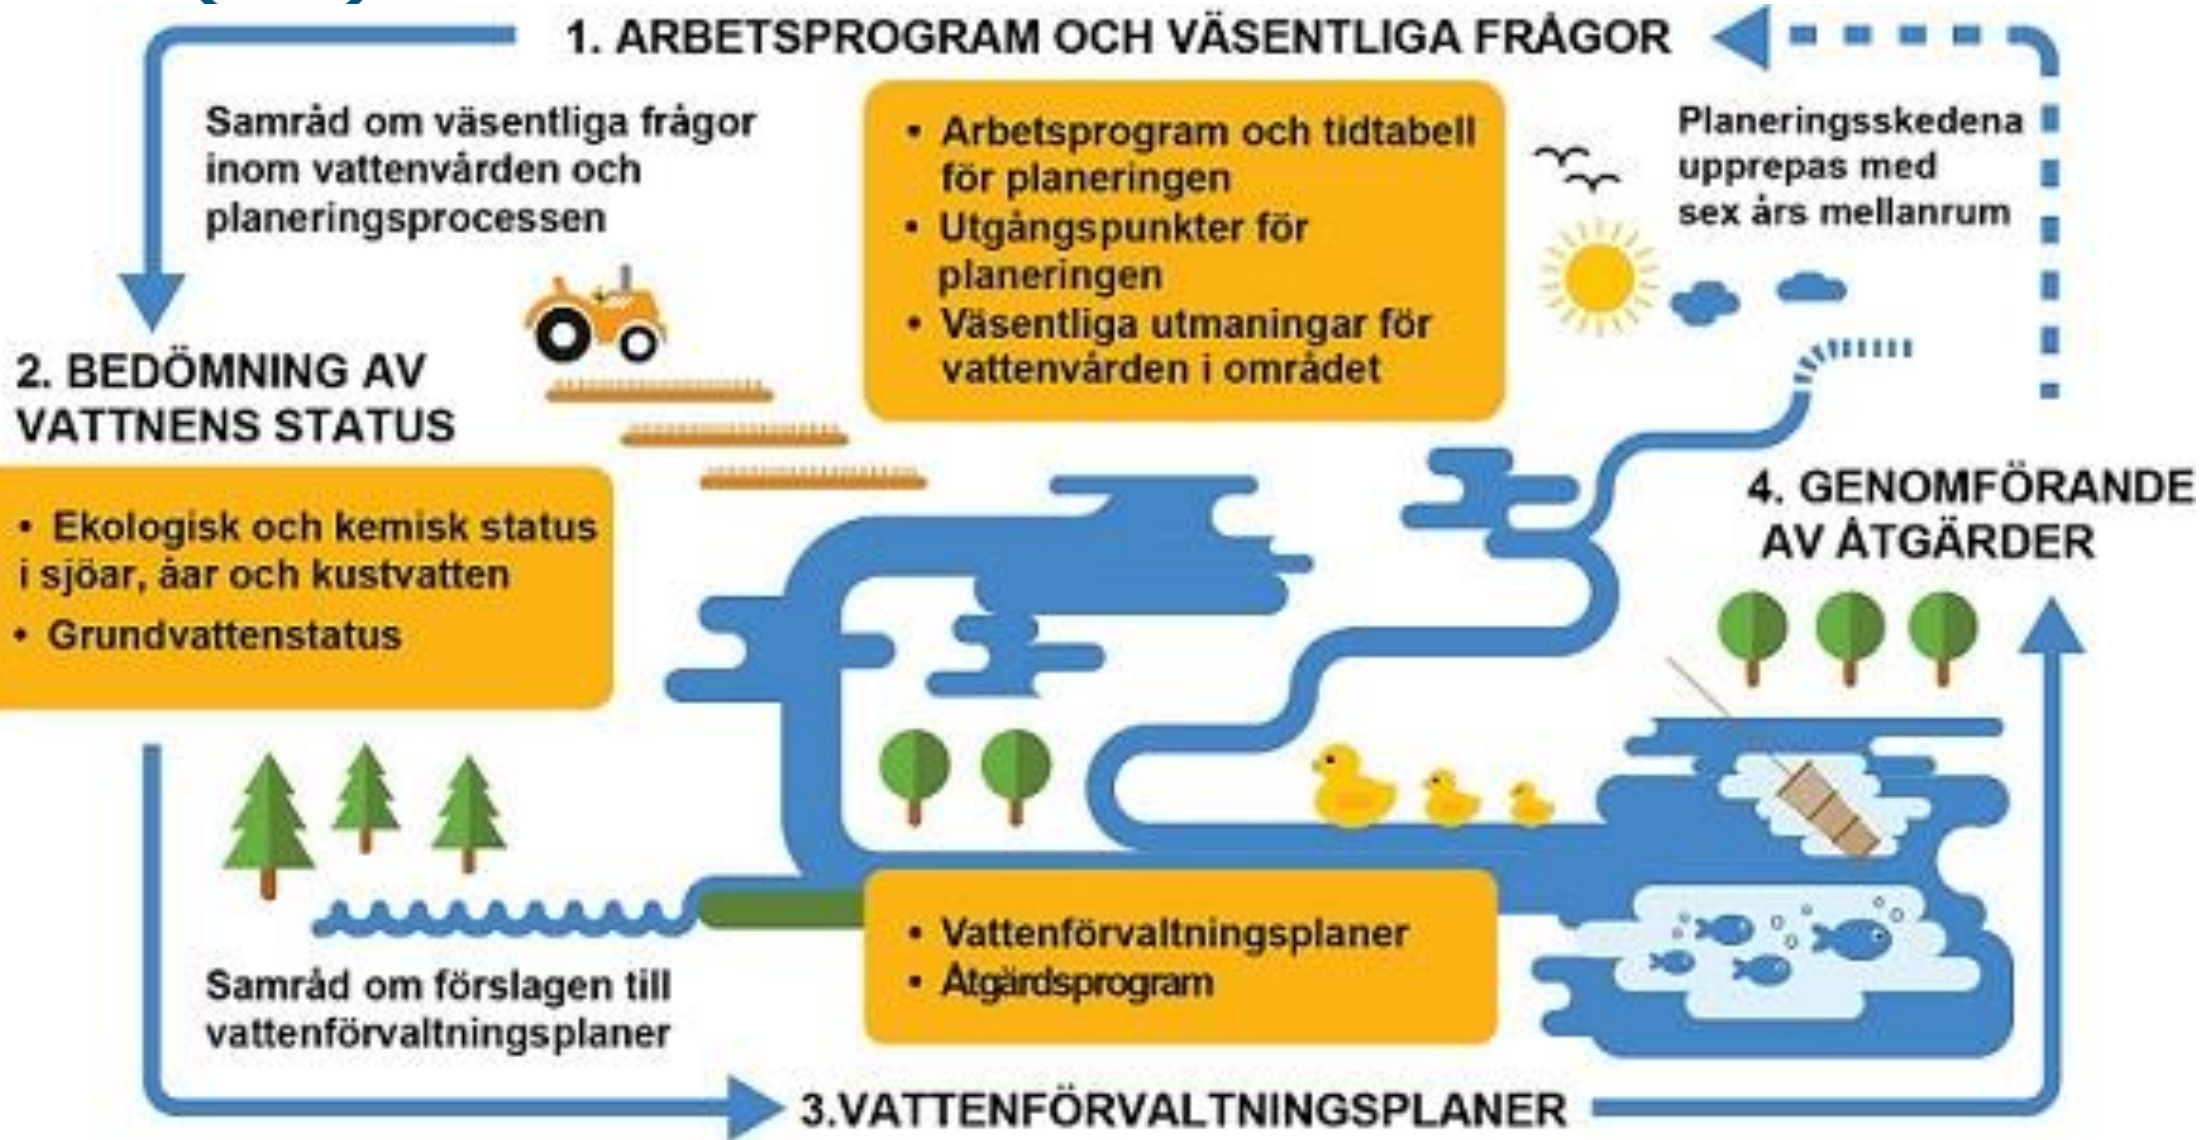 1. ARBETSPROGRAM OCH VÄSENTLIGA FRÅGOR
Samråd om väsentliga frågor
inom vattenvården och
planeringsprocessen
• Arbetsprogram och tidtabell
för planeringen
• Utgångspunkter för
planeringen
• Väsentliga utmaningar för
vattenvården i området
Planeringsskedena
upprepas med
sex års mellanrum
2. BEDÖMNING AV
VATTNENS STATUS
• Ekologisk och kemisk status
i sjöar, åar och kustvatten
• Grundvattenstatus
4. GENOMFÖRANDE
AV ÅTGÄRDER
Samråd om förslagen till
vattenförvaltningsplaner
• Vattenförvaltningsplaner
• Åtgärdsprogram
3.VATTENFÖRVALTNINGSPLANER